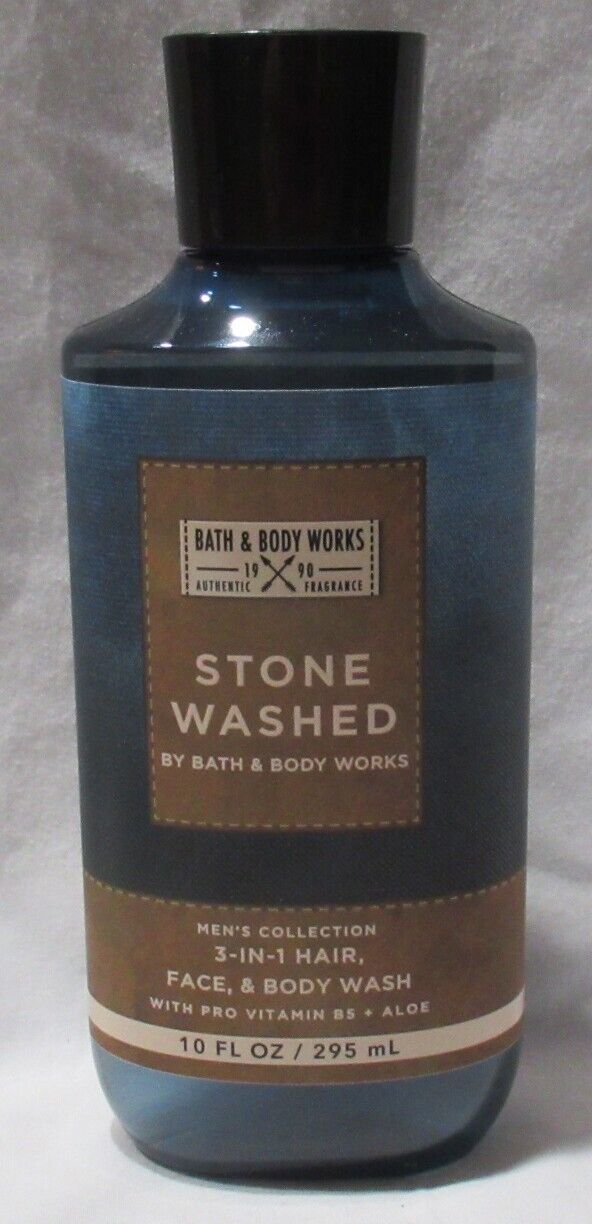 BATH & BODY WORKS
19 90
AUTHENTIC FRAGRANCE
STONE
WASHED
BY BATH & BODY WORKS
MEN'S COLLECTION
3-IN-1 HAIR,
FACE, & BODY WASH
WITH PRO VITAMIN B5 + ALOE
10 FL OZ / 295 mL